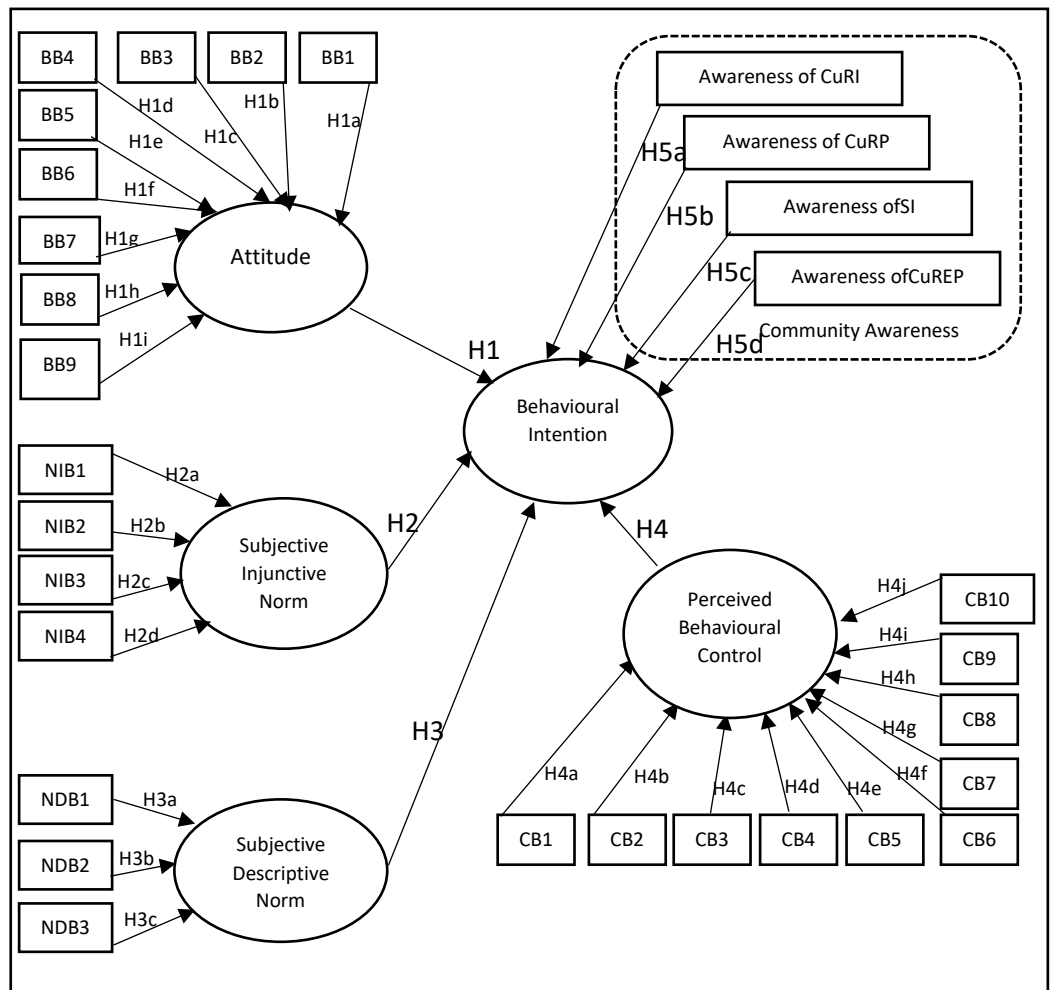 BB4
BB3
BB2
BB1
Awareness of CuRI
H1d
H1b
BB5
H1a
H1c
H1e
Awareness of CuRP
H5a
BB6
H1f
Awareness ofSI
H5b
BB7
H1g
Attitude
H5c
Awareness ofCuREP
BB8
H1h
H1i
Community Awareness
H5d
H1
BB9
Behavioural
Intention
NIB1
H2a
NIB2
H2b
H2
H4
Subjective
Injunctive
Norm
NIB3
H2c
NIB4
H2d
Perceived
Behavioural
Control
H4j
CB10
H4i
CB9
H4h
CB8
H4g
H3
H4a
H4b
H4c
H4d
H4e
H4f
CB7
NDB1
H3a
CB1
CB2
CB3
CB4
CB5
CB6
NDB2
H3b
Subjective
Descriptive
Norm
NDB3
H3c